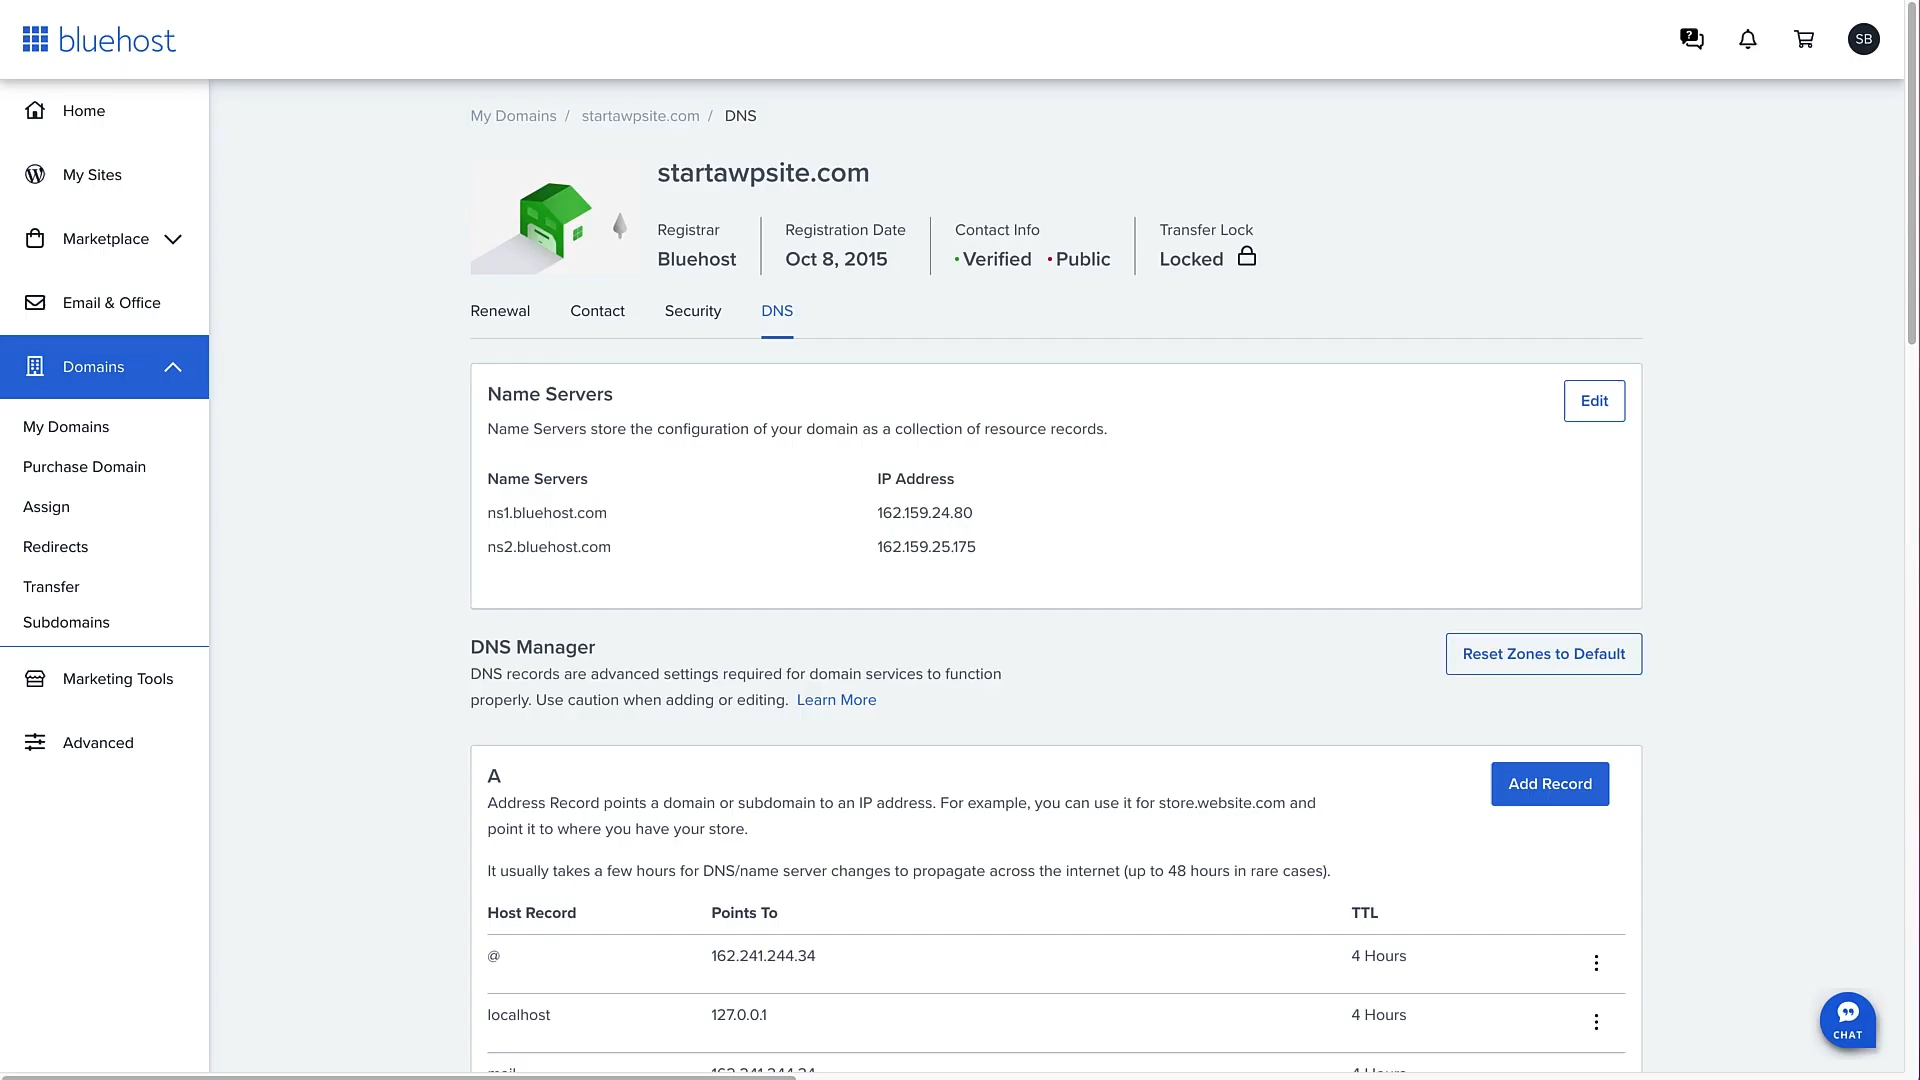 bluehost
SB
Home
My Sites
Marketplace
Email & Office
Domains
My Domains
Purchase Domain
Assign
Redirects
Transfer
Subdomains
Marketing Tools
Advanced
My Domains / startawpsite.com / DNS
startawpsite.com
Registrar
Bluehost
Registration Date
Oct 8, 2015
Contact Info
Verified Public
Transfer Lock
Locked
Renewal Contact Security DNS
Name Servers
Edit
Name Servers store the configuration of your domain as a collection of resource records.
Name Servers IP Address
ns1.bluehost.com 162.159.24.80
ns2.bluehost.com 162.159.25.175
DNS Manager
Reset Zones to Default
DNS records are advanced settings required for domain services to function
properly. Use caution when adding or editing. Learn More
A
Add Record
Address Record points a domain or subdomain to an IP address. For example, you can use it for store.website.com and
point it to where you have your store.
It usually takes a few hours for DNS/name server changes to propagate across the internet (up to 48 hours in rare cases).
Host Record Points To TTL
@ 162.241.244.34 4 Hours
localhost 127.0.0.1 4 Hours
mail 162.241.244.34 4 Hours
CHAT